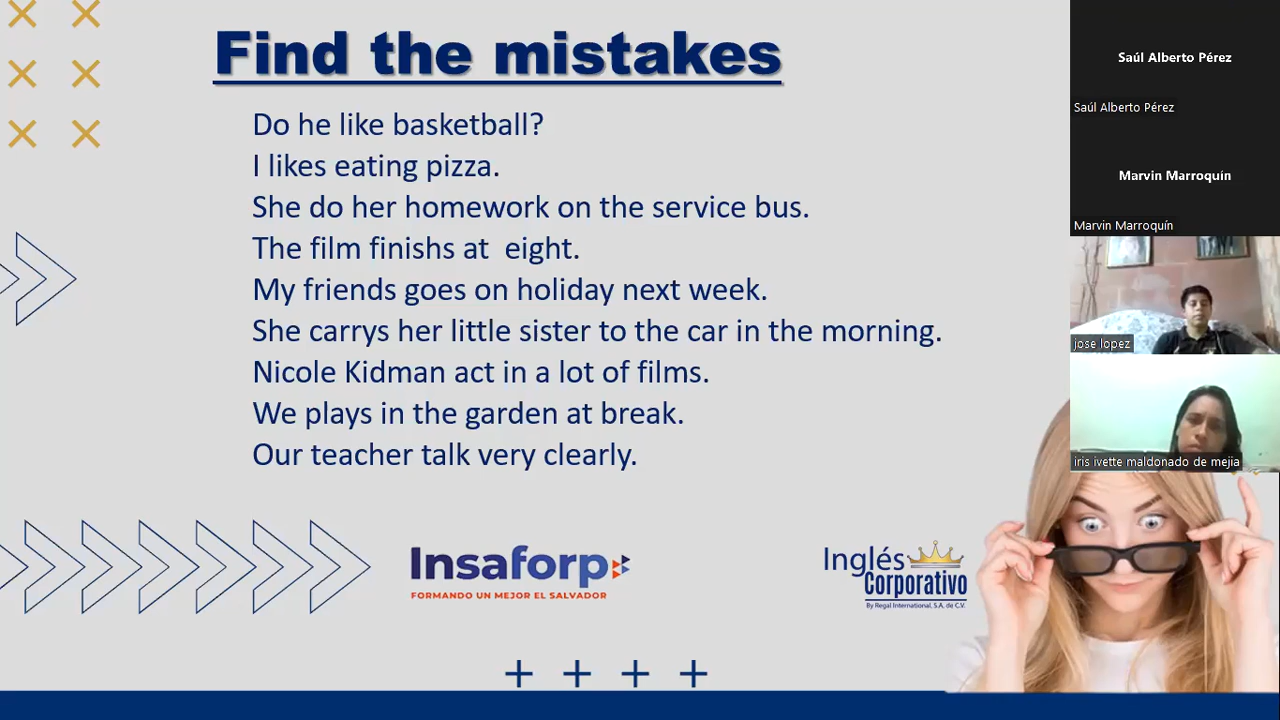 Find the mistakes
Do he like basketball?
I likes eating pizza.
She do her homework on the service bus.
The film finishs at  eight.
My friends goes on holiday next week.
She carrys her little sister to the car in the morning.
Nicole Kidman act in a lot of films.
We plays in the garden at break.
Our teacher talk very clearly.
Insaforp
FORMANDO UN MEJOR EL SALVADOR
Inglés
Corporativo
By Regal International, S.A. de C.V.
Saúl Alberto Pérez
Saúl Alberto Pérez
Marvin Marroquín
Marvin Marroquín
jose lopez
iris ivette maldonado de mejia